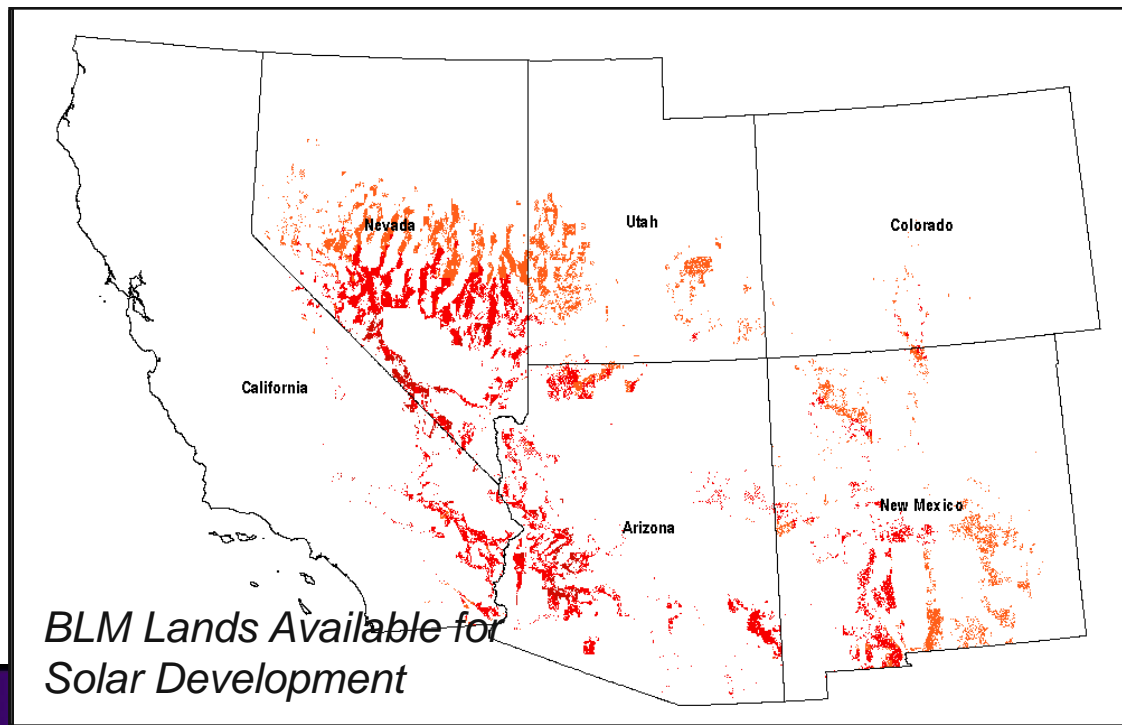 Nevada
Utah
Colorado
California
New Mexico
Arizona
BLM Lands Available for
Solar Development